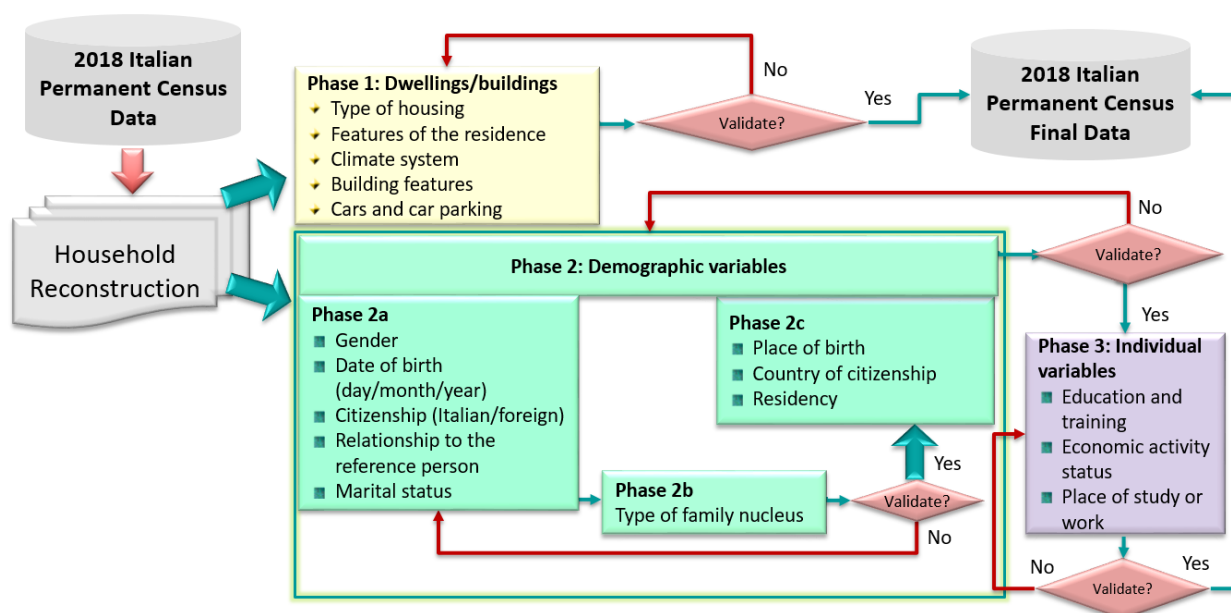 2018 Italian
Permanent Census
Data
Household
Reconstruction
Phase 1: Dwellings/buildings
Type of housing
Features of the residence
Climate system
Building features
Cars and car parking
No
Validate?
Yes
2018 Italian
Permanent Census
Final Data
Phase 2: Demographic variables
No
Validate?
Yes
Phase 2a
Gender
Date of birth
(day/month/year)
Citizenship (Italian/foreign)
Relationship to the
reference person
Marital status
Phase 2b
Type of family nucleus
Validate?
Yes
No
Phase 2c
Place of birth
Country of citizenship
Residency
Phase 3: Individual
variables
Education and
training
Economic activity
status
Place of study or
work
No
Validate?
Yes